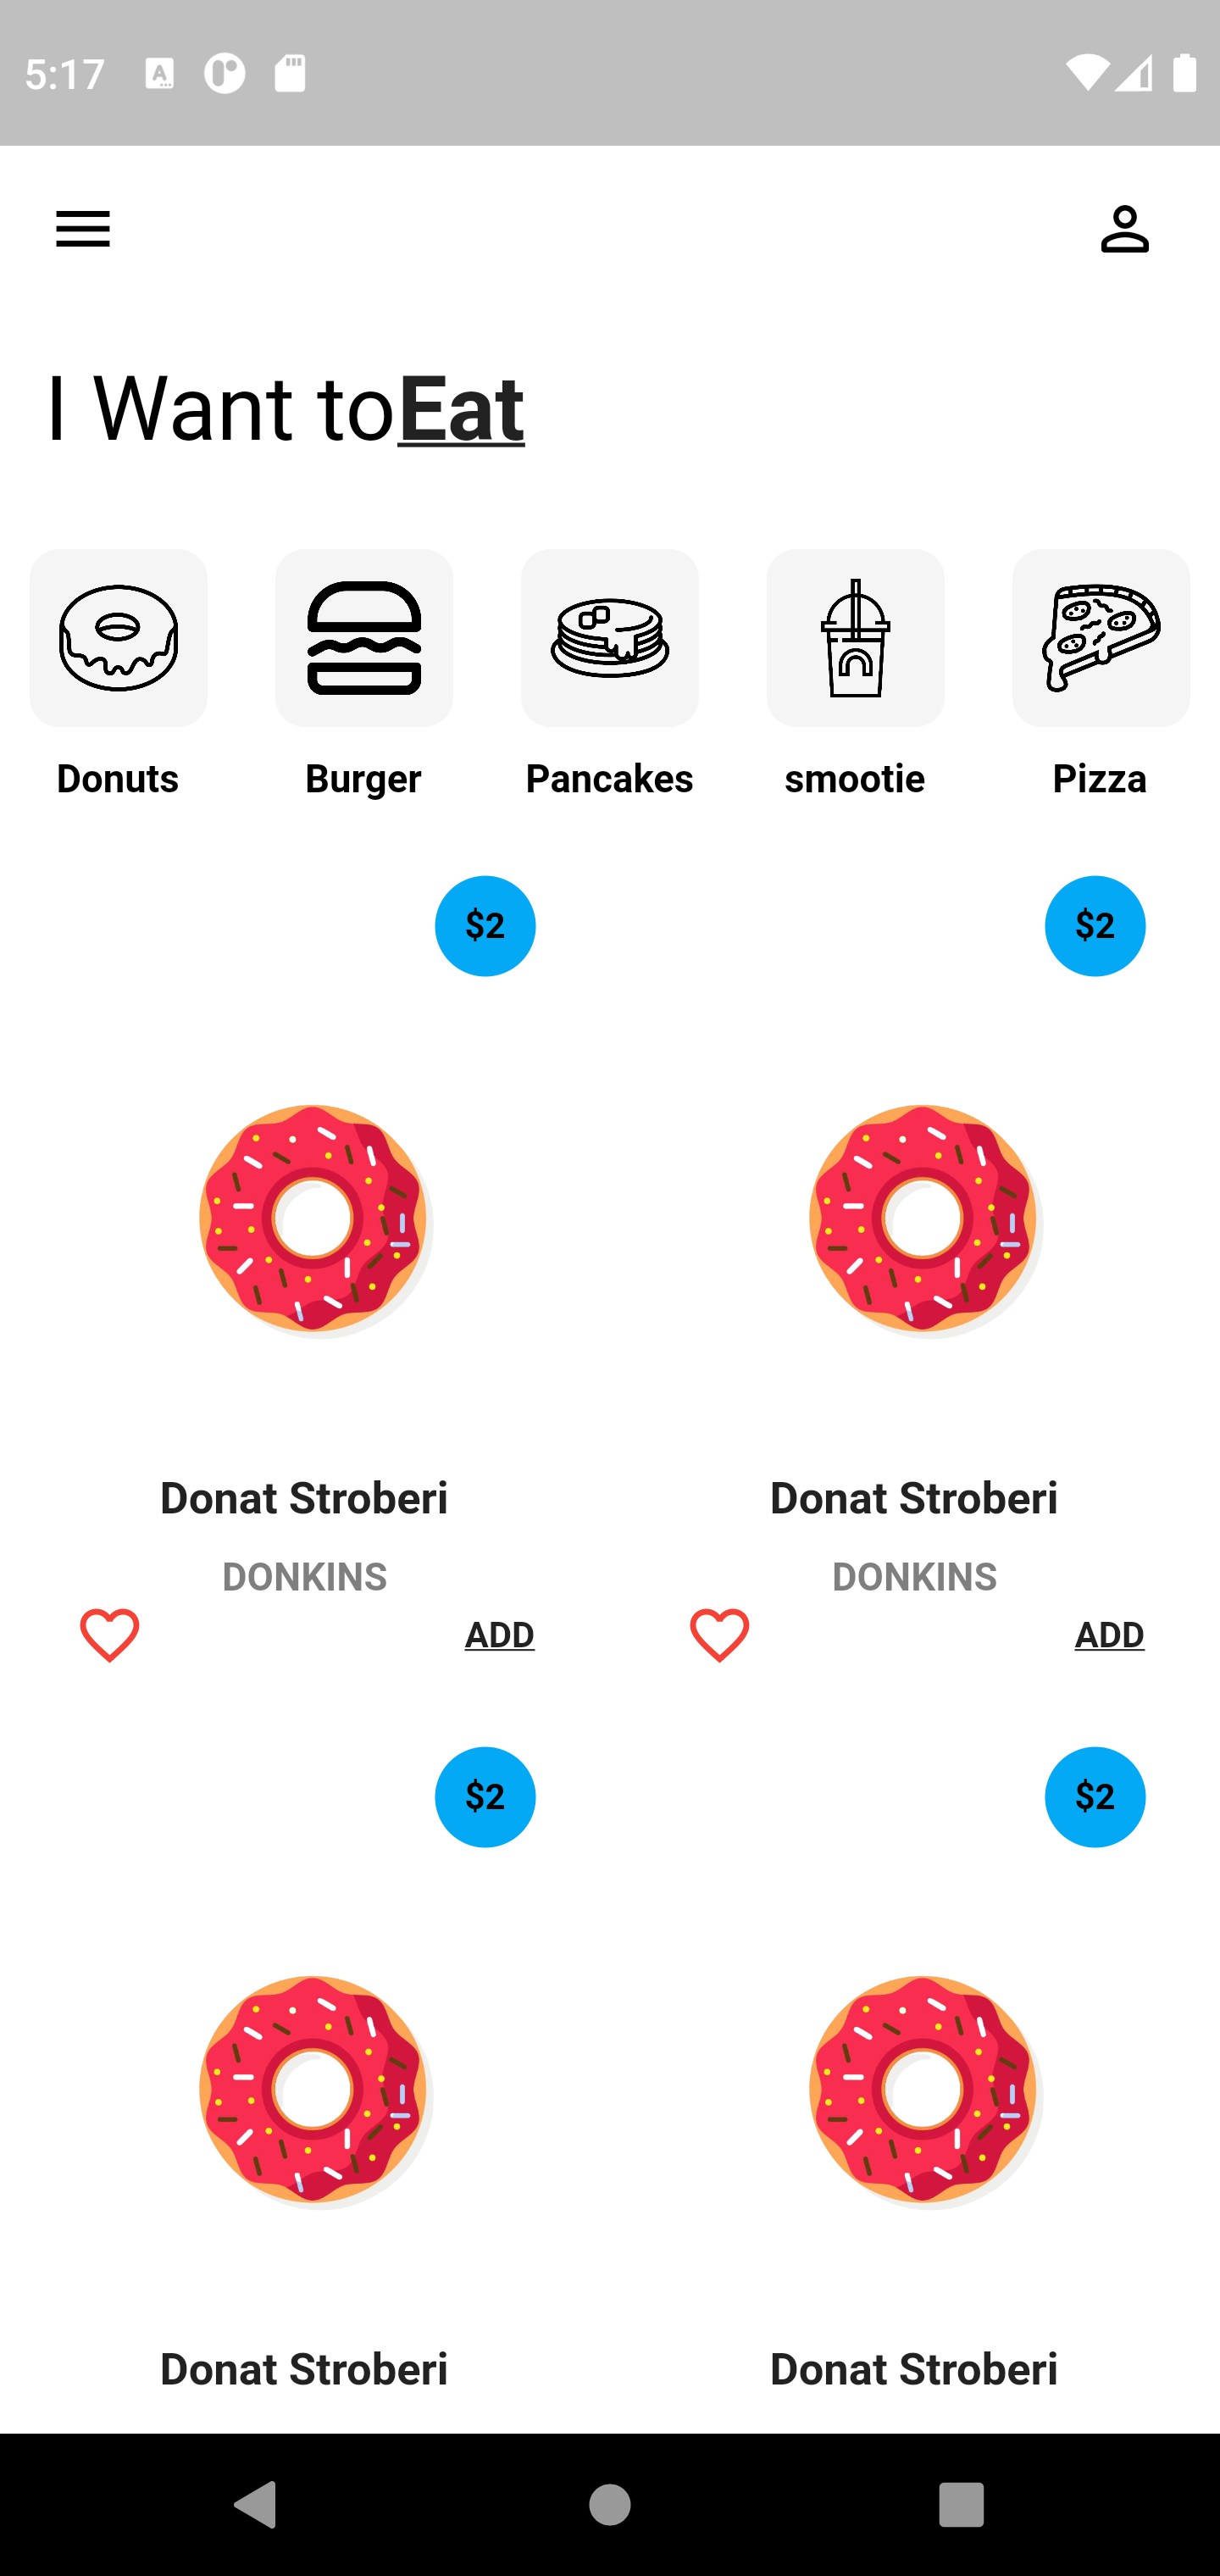 5:17
I Want toEat
Donuts Burger Pancakes smootie Pizza
$2 $2
Donat Stroberi Donat Stroberi
DONKINS DONKINS
ADD ADD
$2 $2
Donat Stroberi Donat Stroberi